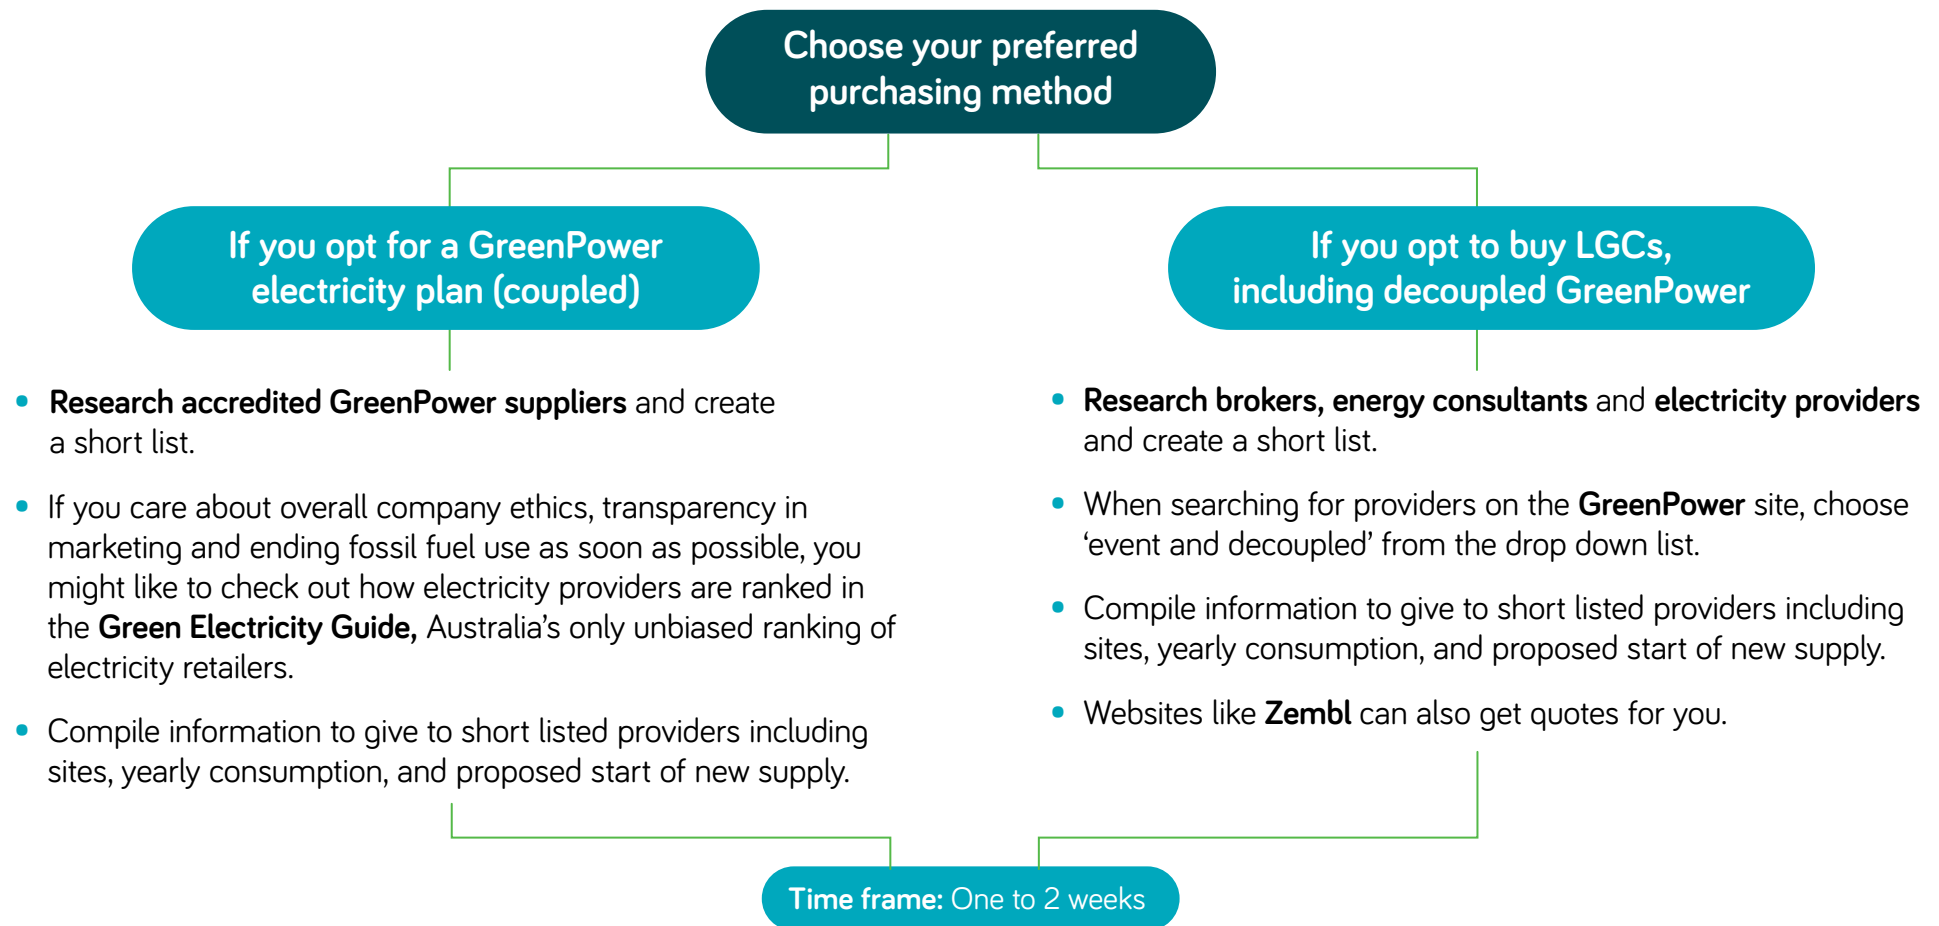 Choose your preferred
purchasing method
If you opt for a GreenPower
electricity plan (coupled)
• Research accredited GreenPower suppliers and create
a short list.
• If you care about overall company ethics, transparency in
marketing and ending fossil fuel use as soon as possible, you
might like to check out how electricity providers are ranked in
the Green Electricity Guide, Australia’s only unbiased ranking of
electricity retailers.
• Compile information to give to short listed providers including
sites, yearly consumption, and proposed start of new supply.
If you opt to buy LGCs,
including decoupled GreenPower
• Research brokers, energy consultants and electricity providers
and create a short list.
• When searching for providers on the GreenPower site, choose
‘event and decoupled’ from the drop down list.
• Compile information to give to short listed providers including
sites, yearly consumption, and proposed start of new supply.
• Websites like Zembl can also get quotes for you.
Time frame: One to 2 weeks